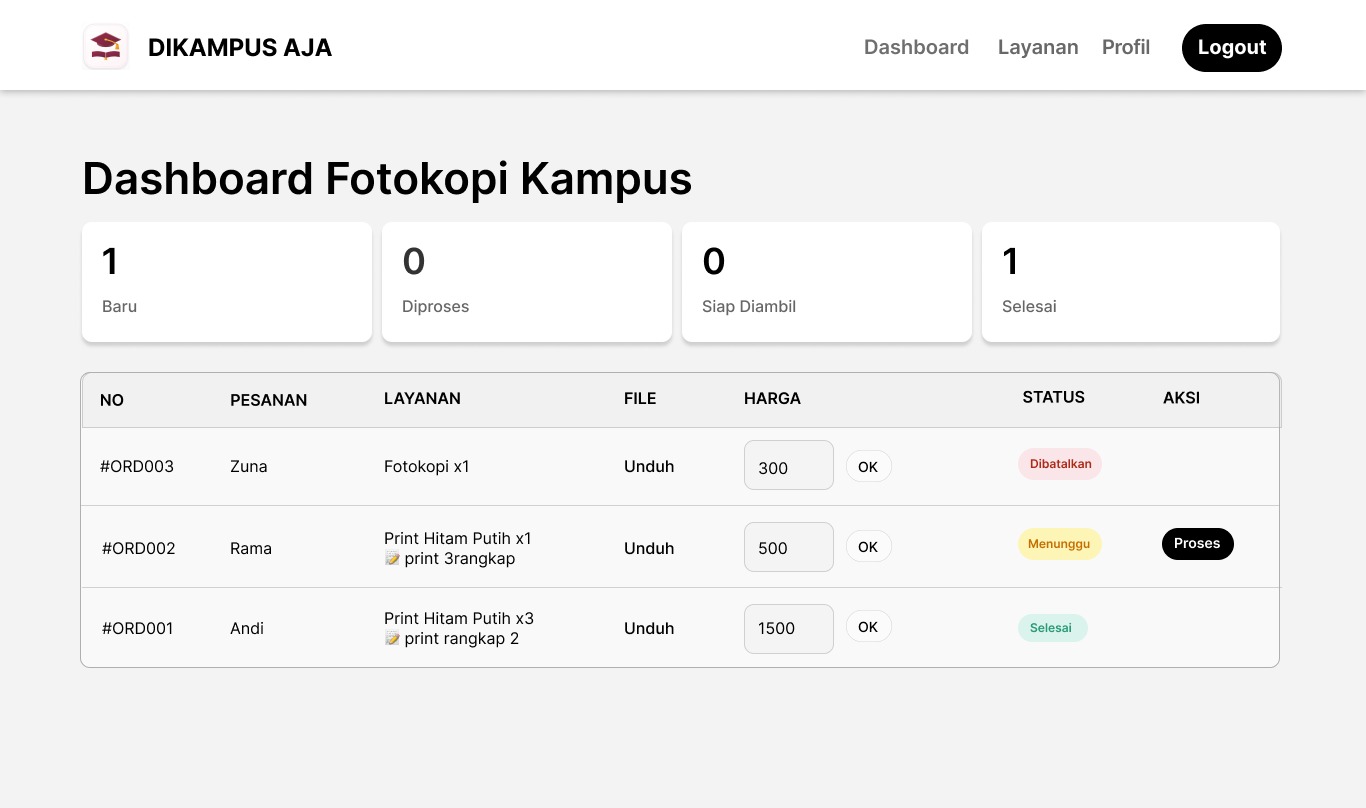 DIKAMPUS AJA
Dashboard Layanan Profil Logout
Dashboard Fotokopi Kampus
1 0 0 1
Baru Diproses Siap Diambil Selesai
NO PESANAN LAYANAN FILE HARGA STATUS AKSI
#ORD003 Zuna Fotokopi x1 Unduh 300 OK Dibatalkan
#ORD002 Rama Print Hitam Putih x1 Unduh 500 OK Menunggu Proses
📝 print 3rangkap
#ORD001 Andi Print Hitam Putih x3 Unduh 1500 OK Selesai
📝 print rangkap 2